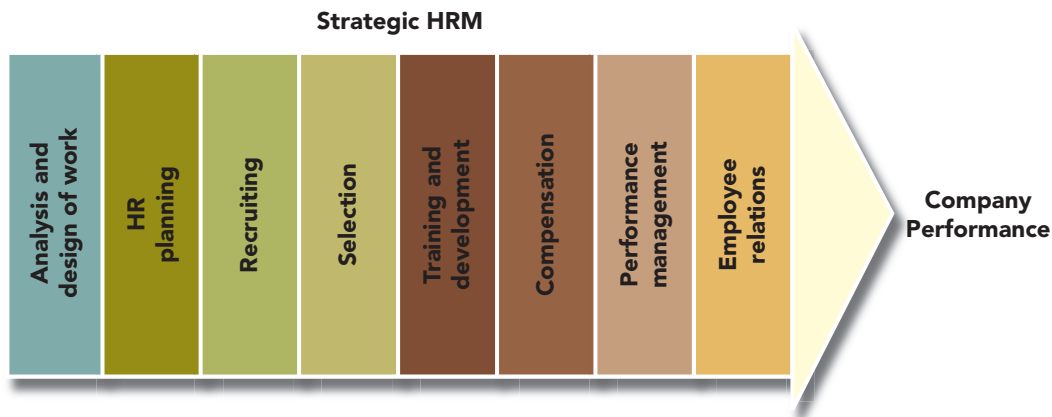 Strategic HRM
Analysis and
design of work
HR
planning
Recruiting
Selection
Training and
development
Compensation
Performance
management
Employee
relations
Company
Performance